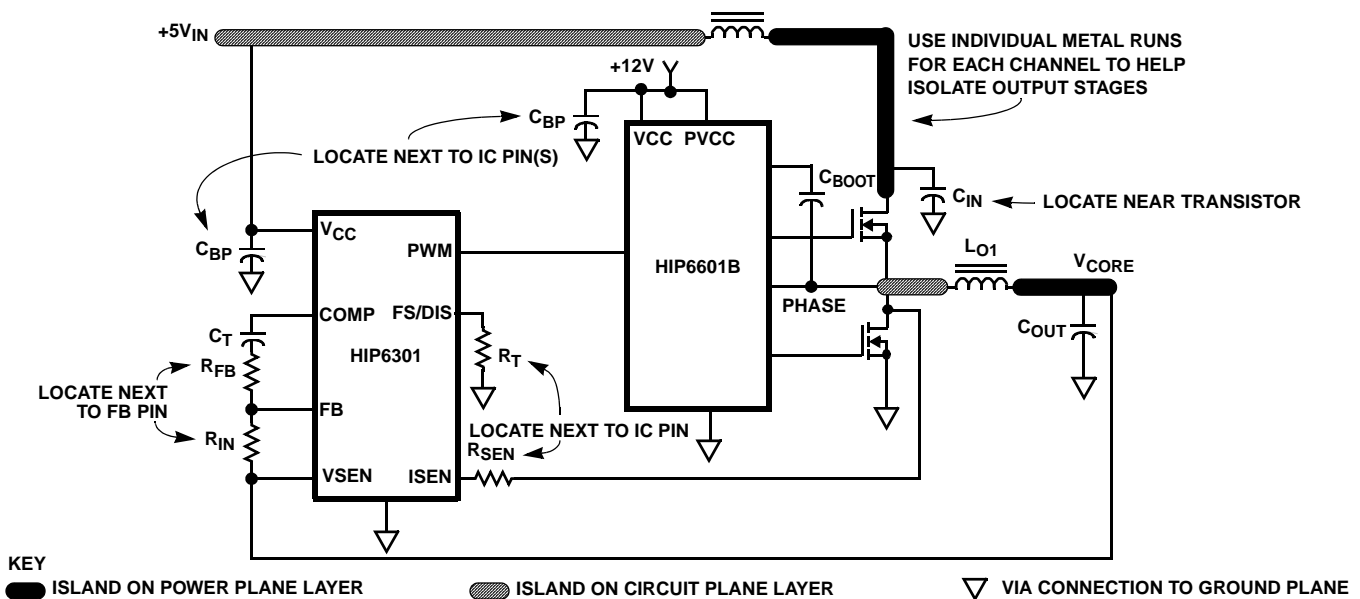 +5VIN
USE INDIVIDUAL METAL RUNS
FOR EACH CHANNEL TO HELP
ISOLATE OUTPUT STAGES
+12V
CBP
VCC PVCC
LOCATE NEXT TO IC PIN(S)
CBOOT
CIN
LOCATE NEAR TRANSISTOR
VCC
CBP
PWM
HIP6601B
LO1
VCORE
PHASE
COMP
FS/DIS
CT
HIP6301
RT
COUT
RFB
LOCATE NEXT
TO FB PIN
FB
RIN
LOCATE NEXT TO IC PIN
RSEN
VSEN
ISEN
KEY
ISLAND ON POWER PLANE LAYER
ISLAND ON CIRCUIT PLANE LAYER
VIA CONNECTION TO GROUND PLANE